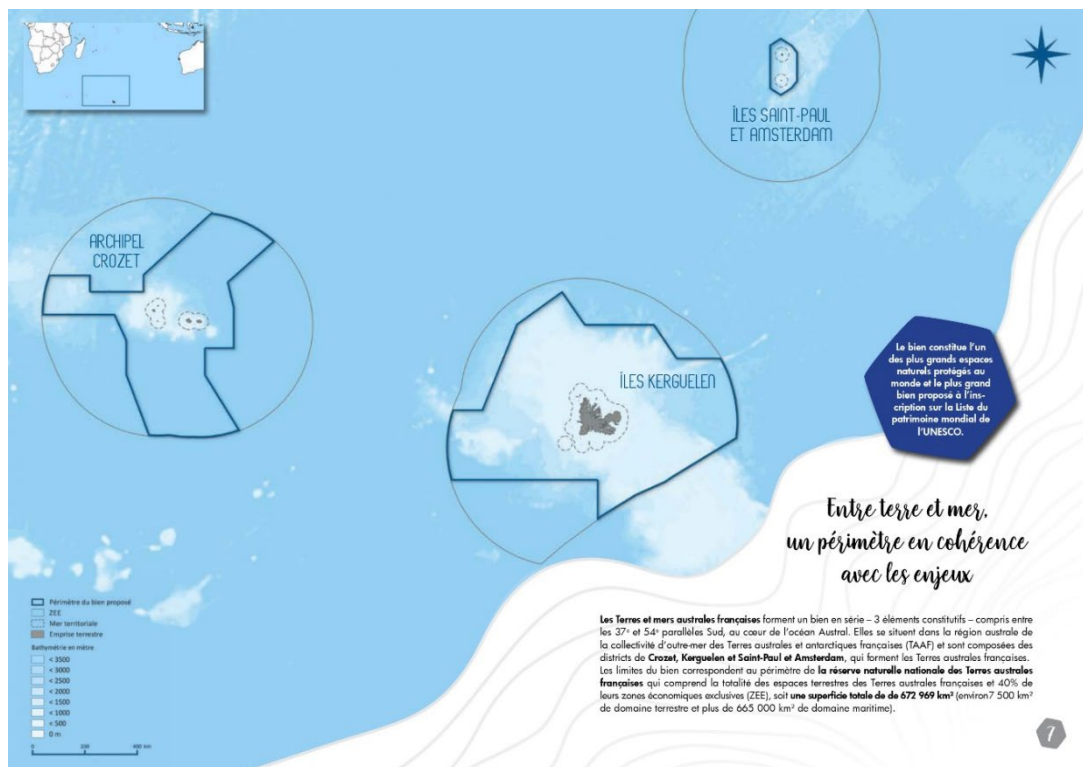 ÎLES SAINT-PAUL
ET AMSTERDAM
ARCHIPEL
CROZET
ÎLES KERGUELEN
Le bien constitue l'un
des plus grands espaces
naturels protégés au
monde et le plus grand
bien proposé à l'ins-
cription sur la Liste du
patrimoine mondial de
l'UNESCO.
Entre terre et mer,
un périmètre en cohérence
avec les enjeux
Périmètre du bien proposé
ZEE
Mer territoriale
Emprise terrestre
Bathymétrie en mètre
< 3500
< 3000
< 2500
< 2000
< 1500
< 1000
< 500
0 m
0 200 400 km
Les Terres et mers australes françaises forment un bien en série – 3 éléments constitutifs – compris entre
les 37e et 54e parallèles Sud, au cœur de l'océan Austral. Elles se situent dans la région australe de
la collectivité d'outre-mer des Terres australes et antarctiques françaises (TAAF) et sont composées des
districts de Crozet, Kerguelen et Saint-Paul et Amsterdam, qui forment les Terres australes françaises.
Les limites du bien correspondent au périmètre de la réserve naturelle nationale des Terres australes
françaises qui comprend la totalité des espaces terrestres des Terres australes françaises et 40% de
leurs zones économiques exclusives (ZEE), soit une superficie totale de de 672 969 km² (environ7 500 km²
de domaine terrestre et plus de 665 000 km² de domaine maritime).
7